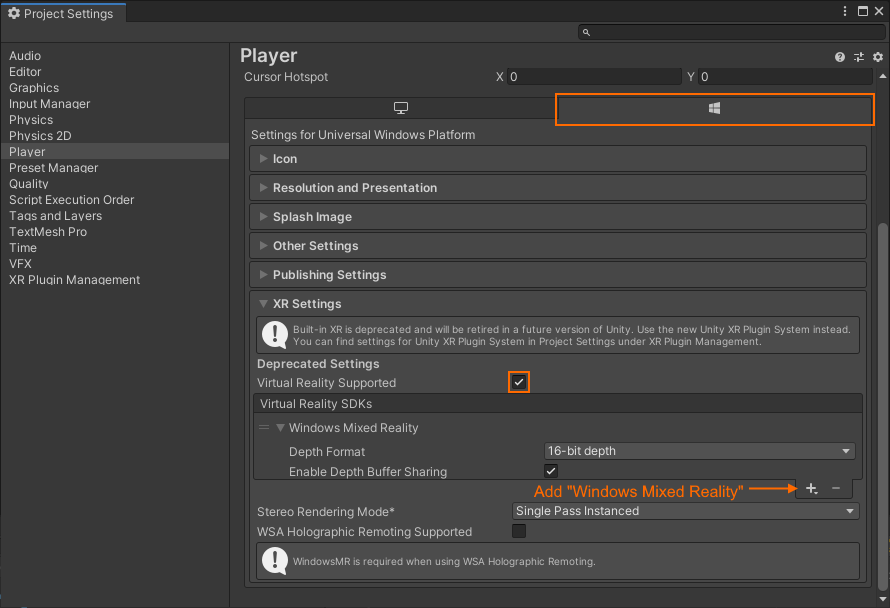 Project Settings
Audio
Editor
Graphics
Input Manager
Physics
Physics 2D
Player
Preset Manager
Quality
Script Execution Order
Tags and Layers
TextMesh Pro
Time
VFX
XR Plugin Management
Player
Cursor Hotspot X 0 Y 0
Settings for Universal Windows Platform
Icon
Resolution and Presentation
Splash Image
Other Settings
Publishing Settings
XR Settings
Built-in XR is deprecated and will be retired in a future version of Unity. Use the new Unity XR Plugin System instead.
You can find settings for Unity XR Plugin System in Project Settings under XR Plugin Management.
Deprecated Settings
Virtual Reality Supported
Virtual Reality SDKs
Windows Mixed Reality
Depth Format 16-bit depth
Enable Depth Buffer Sharing
Add "Windows Mixed Reality"
Stereo Rendering Mode* Single Pass Instanced
WSA Holographic Remoting Supported
WindowsMR is required when using WSA Holographic Remoting.